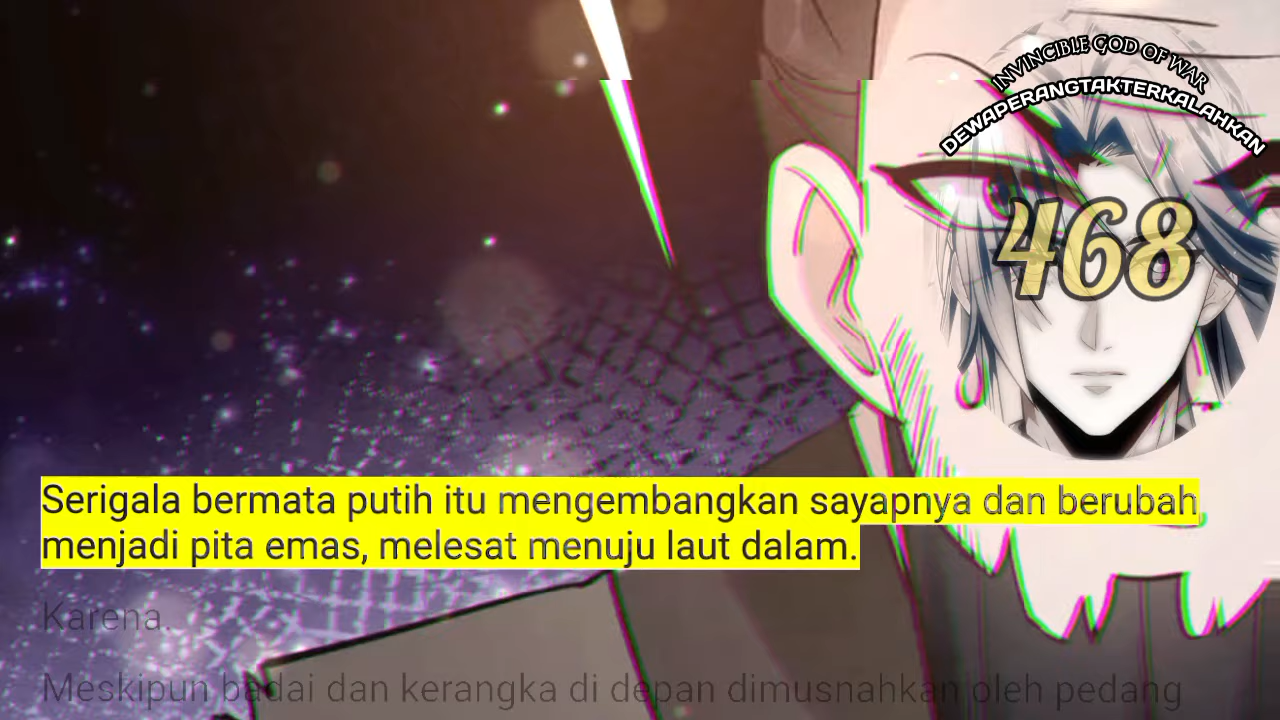 INVINCIBLE GOD OF WAR
DEWAPERANGTAKTERKALAHKAN
468
Serigala bermata putih itu mengembangkan sayapnya dan berubah
menjadi pita emas, melesat menuju laut dalam.
Karena.
Meskipun badai dan kerangka di depan dimusnahkan oleh pedang